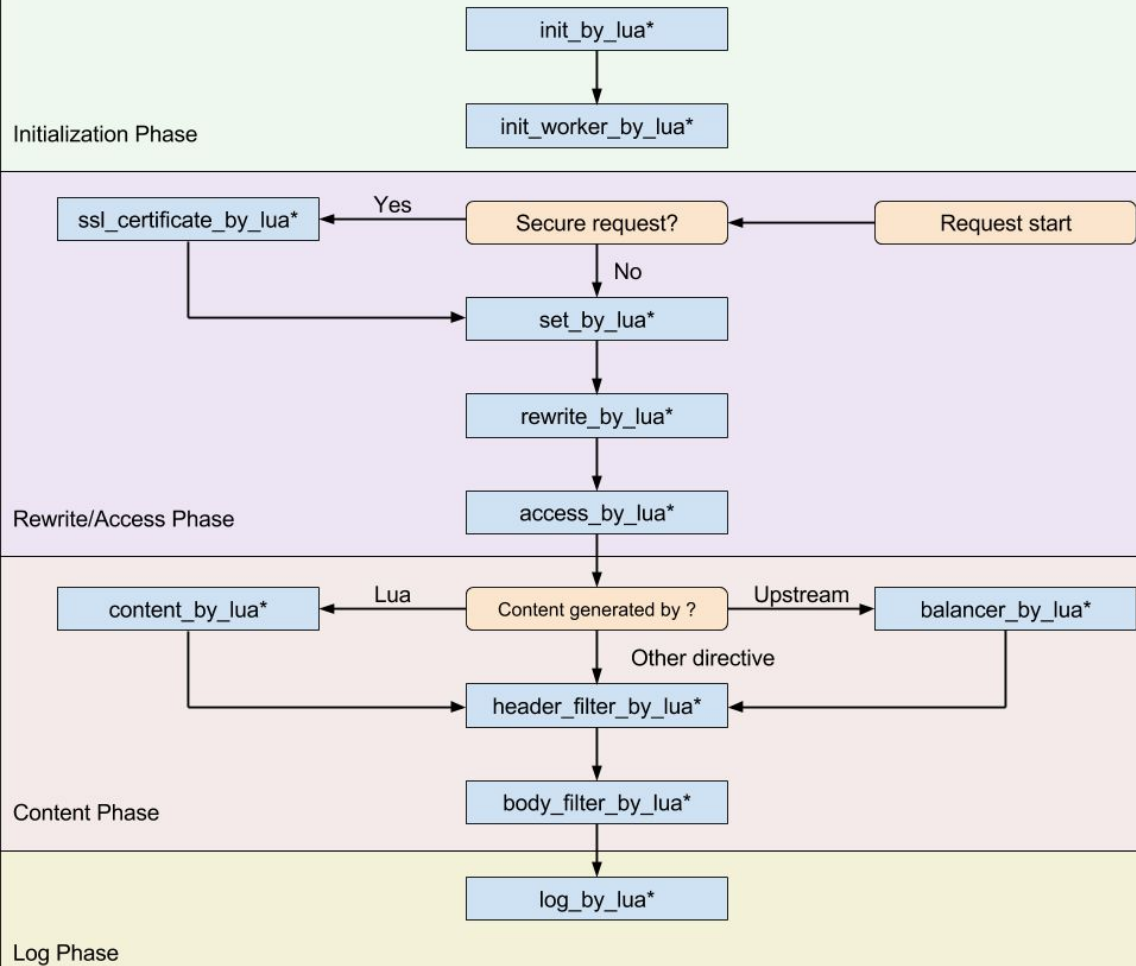 init_by_lua*
init_worker_by_lua*
Initialization Phase
ssl_certificate_by_lua*
Yes
Secure request?
Request start
No
set_by_lua*
rewrite_by_lua*
access_by_lua*
Rewrite/Access Phase
content_by_lua*
Lua
Content generated by ?
Upstream
balancer_by_lua*
Other directive
header_filter_by_lua*
body_filter_by_lua*
Content Phase
log_by_lua*
Log Phase